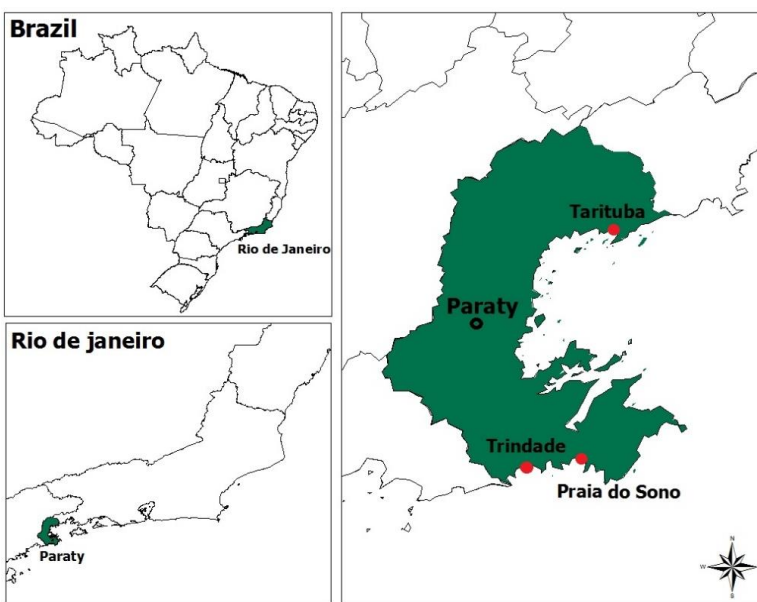 Brazil
Rio de Janeiro
Rio de janeiro
Paraty
Tarituba
Paraty
Trindade
Praia do Sono
N
W
E
S